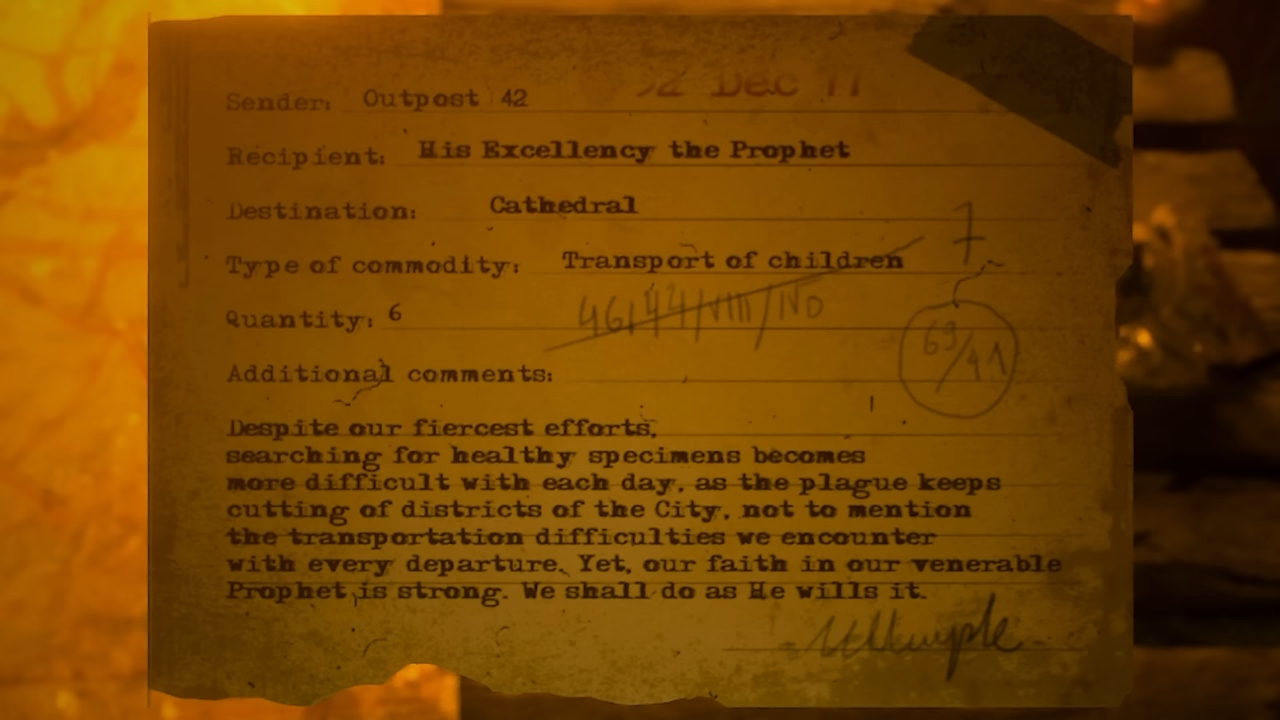 Sender: Outpost 42
Dec
Recipient: His Excellency the Prophet
Destination: Cathedral
7
Type of commodity: Transport of children
Quantity: 6
69/41
Additional comments:
Despite our fiercest efforts,
searching for healthy specimens becomes
more difficult with each day, as the plague keeps
cutting of districts of the City, not to mention
the transportation difficulties we encounter
with every departure. Yet, our faith in our venerable
Prophet is strong. We shall do as He wills it.